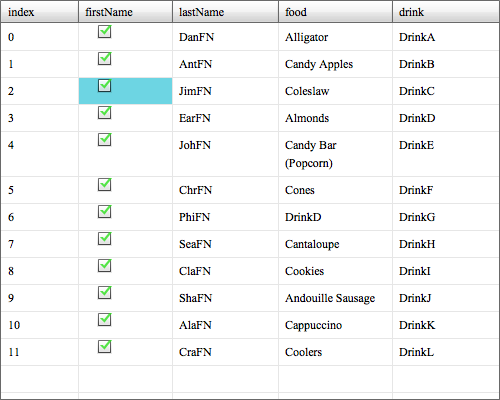 index firstName lastName food drink
0 DanFN Alligator DrinkA
1 AntFN Candy Apples DrinkB
2 JimFN Coleslaw DrinkC
3 EarFN Almonds DrinkD
4 JohFN Candy Bar DrinkE
(Popcorn)
5 ChrFN Cones DrinkF
6 PhiFN DrinkD DrinkG
7 SeaFN Cantaloupe DrinkH
8 ClaFN Cookies DrinkI
9 ShaFN Andouille Sausage DrinkJ
10 AlaFN Cappuccino DrinkK
11 CraFN Coolers DrinkL